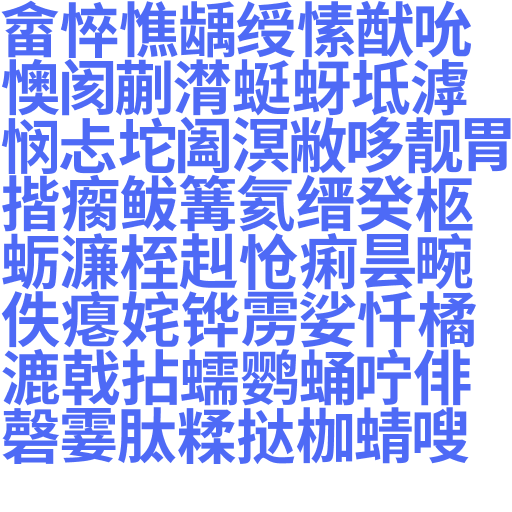 畲悴憔龋绶愫猷吮
懊阂蒯潸蜓蚜坻滹
悯忐坨阖溟敝哆靓胃
揩瘸鲅篝氦缙癸柩
蛎濂桎赳怆痢昙畹
佚瘪姹铧雳娑忏橘
漉戟拈蠕鹦蛹咛俳
磬霎肽糅挞枷蜻嗖